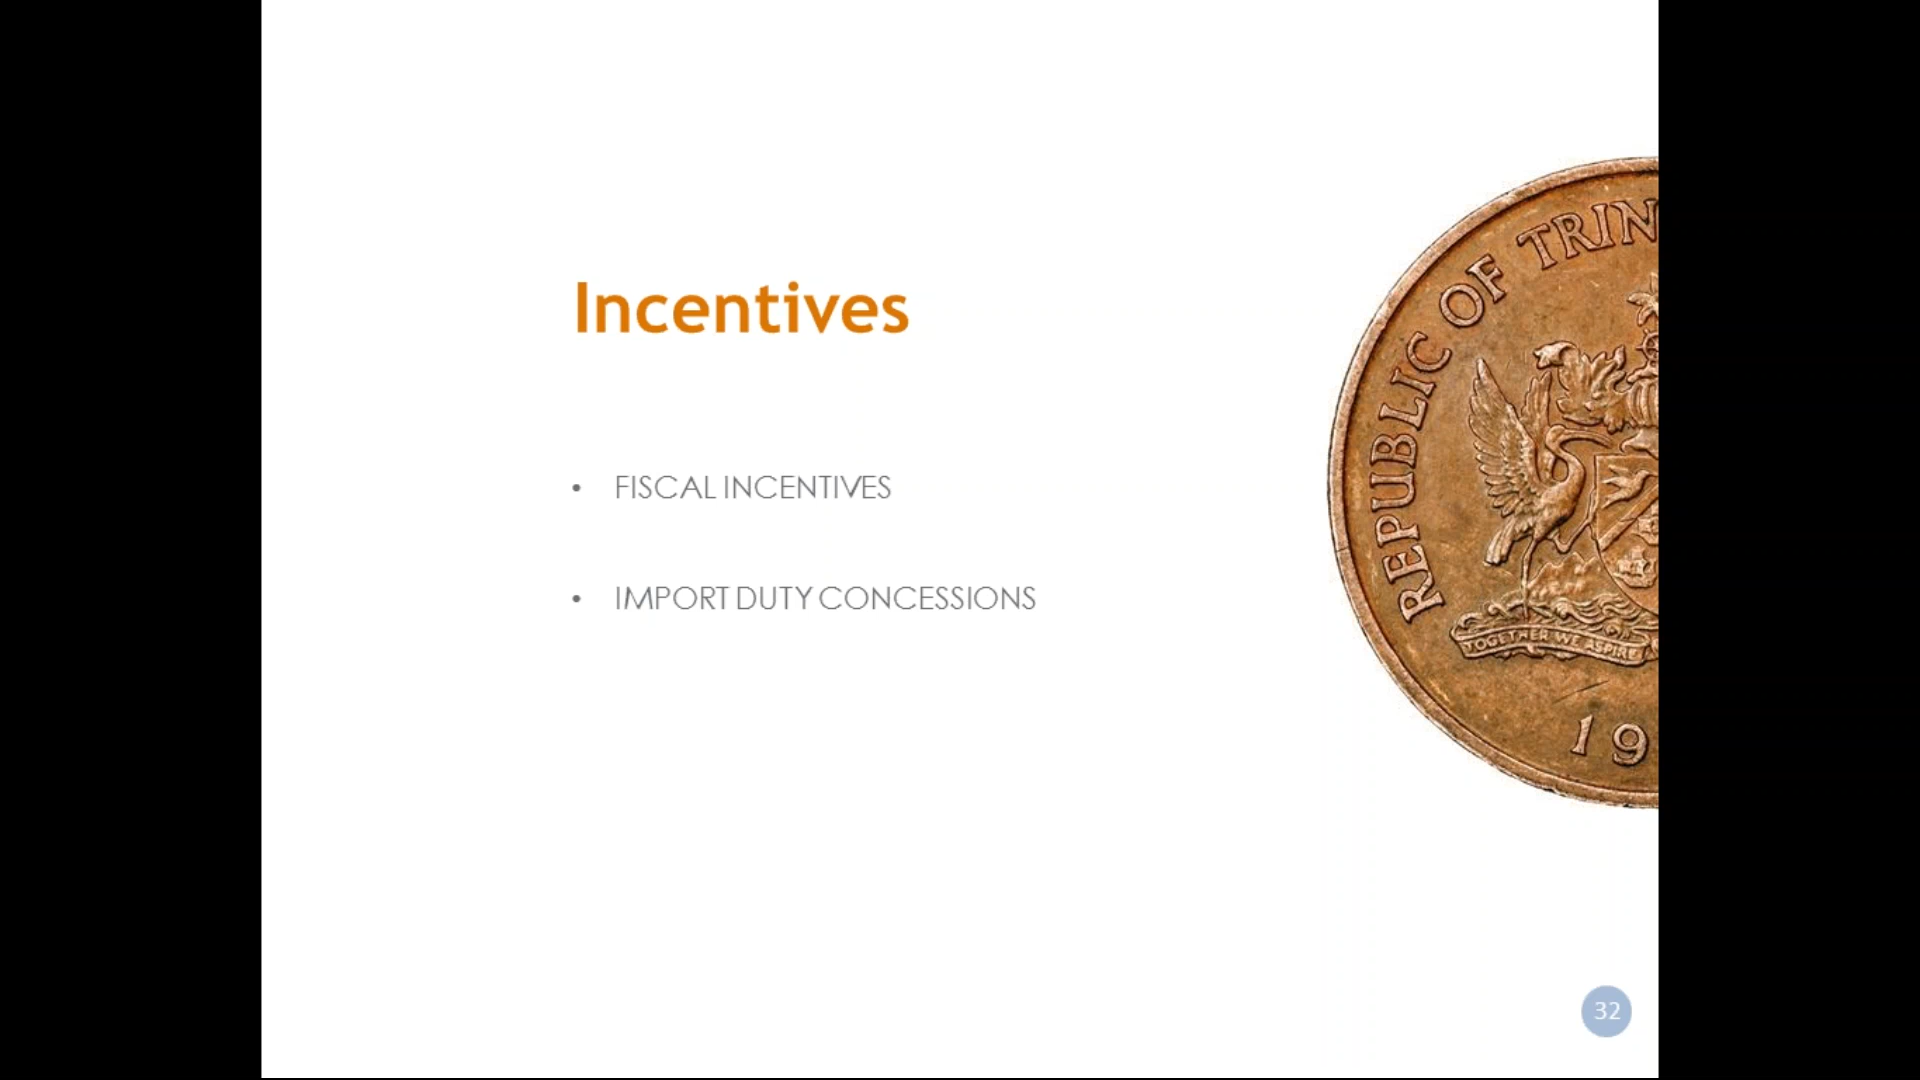 Incentives
• FISCAL INCENTIVES
• IMPORT DUTY CONCESSIONS
REPUBLIC OF TRIN
TOGETHER WE ASPIRE
19
32